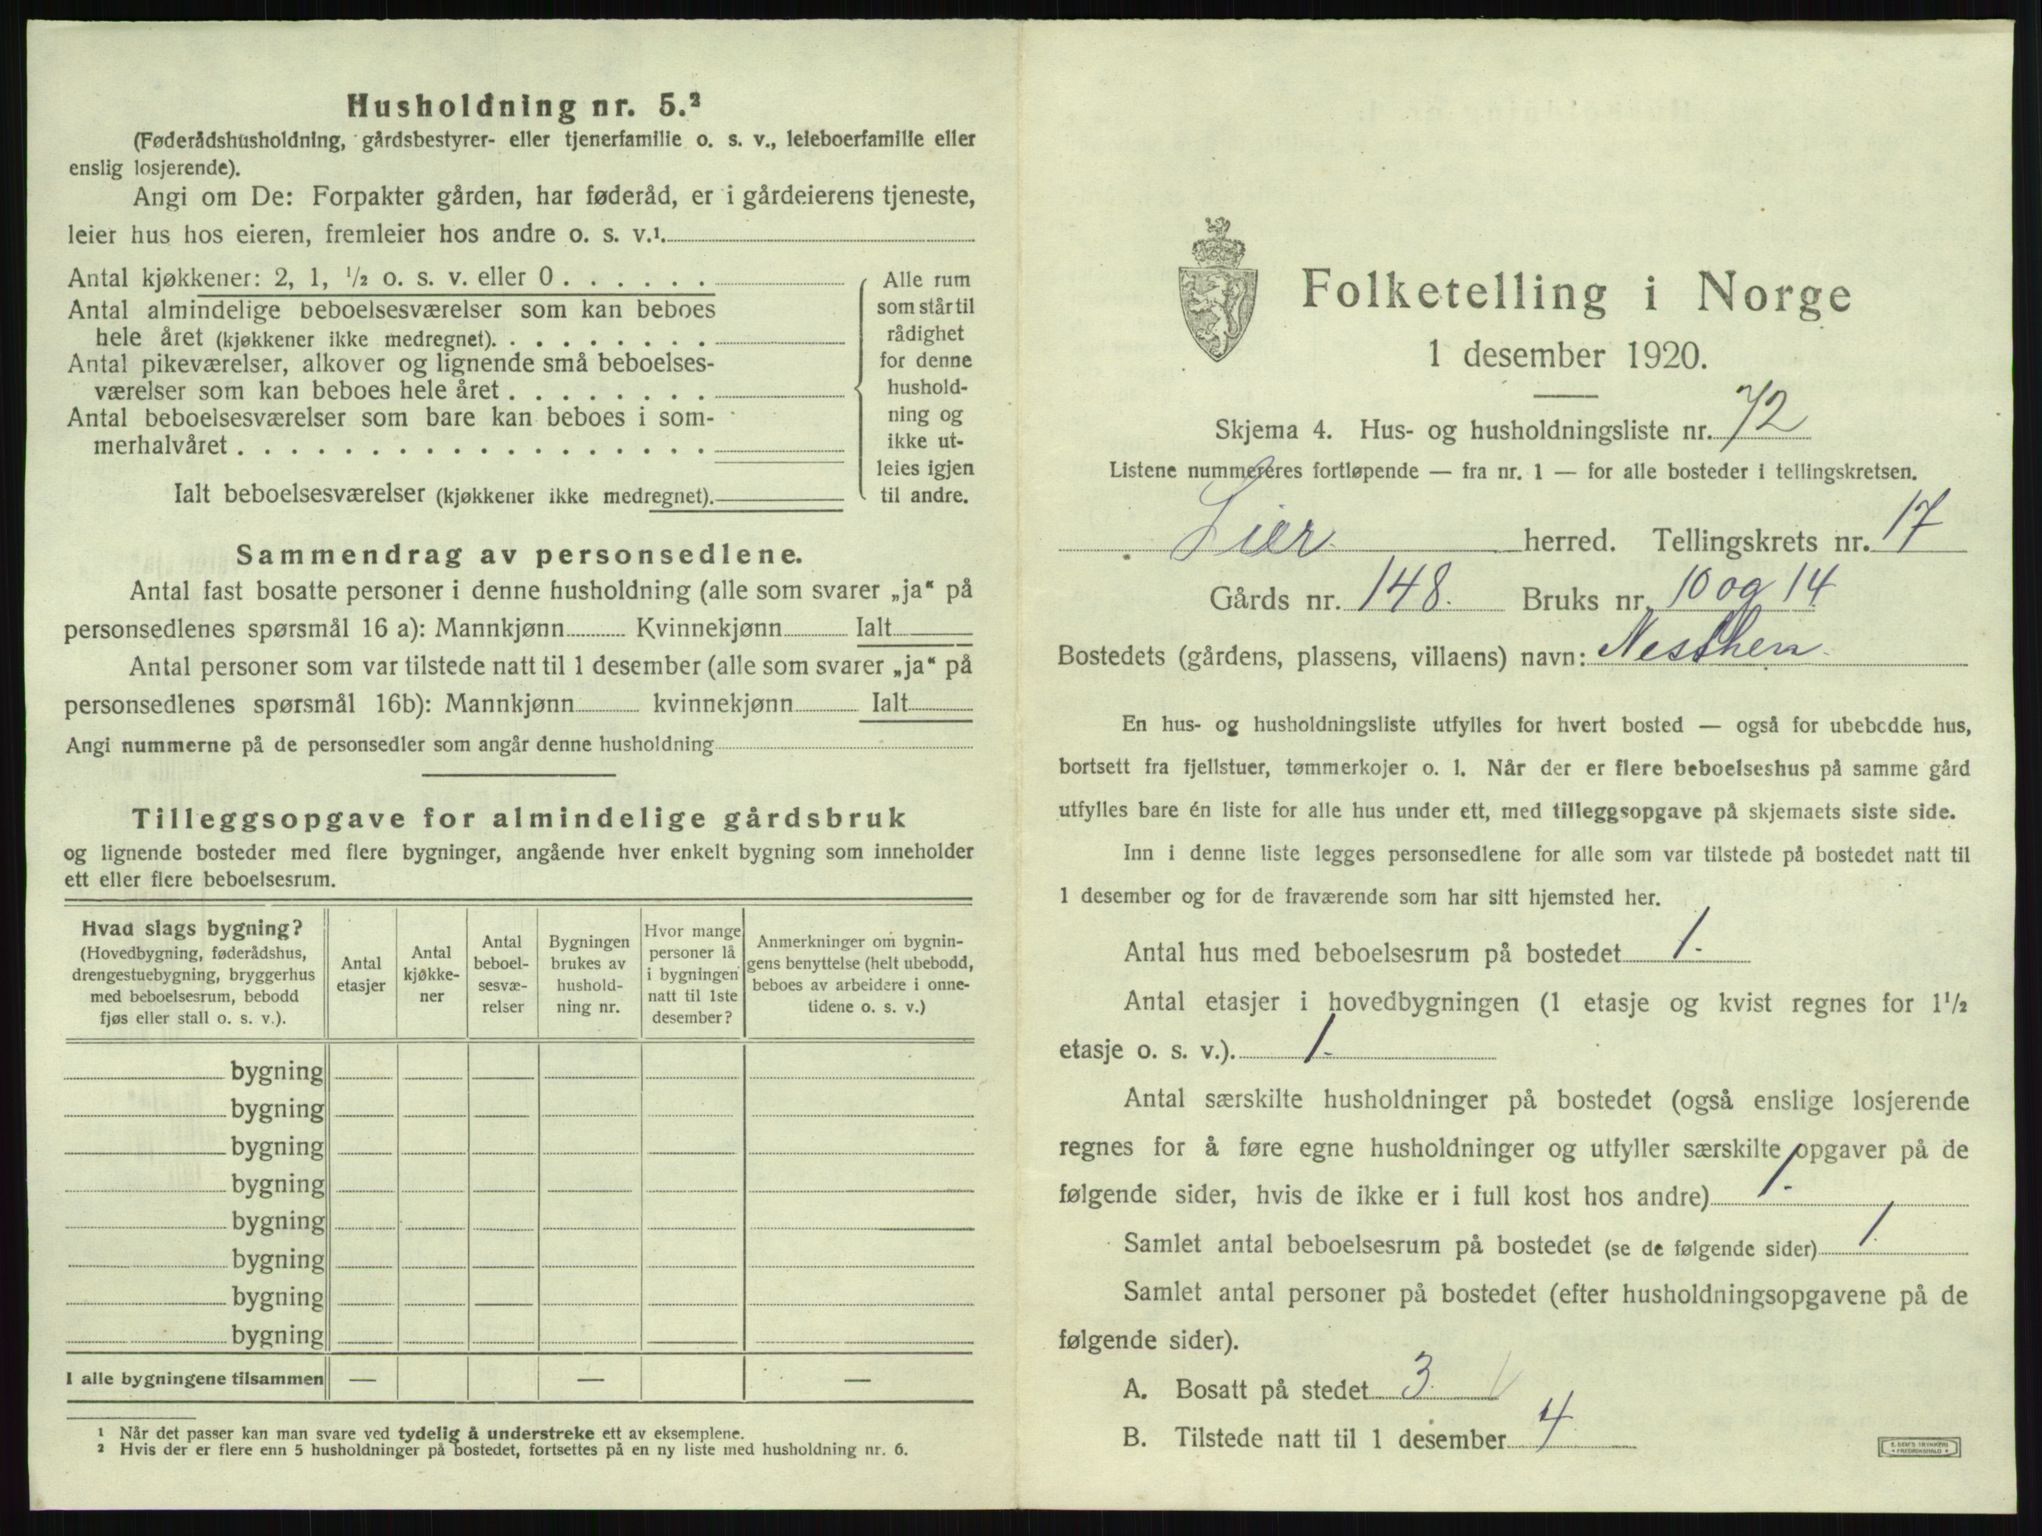 Husholdning nr. 5.²
(Føderådshusholdning, gårdsbestyrer- eller tjenerfamilie o. s. v., leieboerfamilie eller
enslig losjerende).
Angi om De: Forpakter gården, har føderåd, er i gårdeierens tjeneste,
leier hus hos eieren, fremleier hos andre o. s. v.¹
Antal kjøkkener: 2, 1, ½ o. s. v. eller 0 . . . . . .
Antal almindelige beboelsesværelser som kan beboes
hele året (kjøkkener ikke medregnet). . . . . . . . .
Antal pikeværelser, alkover og lignende små beboelses-
værelser som kan beboes hele året . . . . . . . .
Antal beboelsesværelser som bare kan beboes i som-
merhalvåret . . . . . . . . . . . . . . . . . .
Ialt beboelsesværelser (kjøkkener ikke medregnet).
Alle rum
som står til
rådighet
for denne
hushold-
ning og
ikke ut-
leies igjen
til andre.
Sammendrag av personsedlene.
Antal fast bosatte personer i denne husholdning (alle som svarer „ja“ på
personsedlenes spørsmål 16 a): Mannkjønn Kvinnekjønn Ialt
Antal personer som var tilstede natt til 1 desember (alle som svarer „ja“ på
personsedlenes spørsmål 16b): Mannkjønn kvinnekjønn Ialt
Angi nummerne på de personsedler som angår denne husholdning
Tilleggsopgave for almindelige gårdsbruk
og lignende bosteder med flere bygninger, angående hver enkelt bygning som inneholder
ett eller flere beboelsesrum.
Hvad slags bygning?
(Hovedbygning, føderådshus,
drengestuebygning, bryggerhus
med beboelsesrum, bebodd
fjøs eller stall o. s. v.).
Antal
etasjer
Antal
kjøkke-
ner
Antal
beboel-
sesvæ-
relser
Bygningen
brukes av
hushold-
ning nr.
Hvor mange
personer lå
i bygningen
natt til 1ste
desember?
Anmerkninger om bygnin-
gens benyttelse (helt ubebodd,
beboes av arbeidere i onne-
tidene o. s. v.)
bygning
bygning
bygning
bygning
bygning
bygning
bygning
bygning
I alle bygningene tilsammen — — —
¹ Når det passer kan man svare ved tydelig å understreke ett av eksemplene.
² Hvis der er flere enn 5 husholdninger på bostedet, fortsettes på en ny liste med husholdning nr. 6.
Folketelling i Norge
1 desember 1920.
Skjema 4. Hus- og husholdningsliste nr. 72
Listene nummereres fortløpende — fra nr. 1 — for alle bosteder i tellingskretsen.
Lier herred. Tellingskrets nr. 17
Gårds nr. 148. Bruks nr. 10 og 14
Bostedets (gårdens, plassens, villaens) navn: Nesthen
En hus- og husholdningsliste utfylles for hvert bosted — også for ubebodde hus,
bortsett fra fjellstuer, tømmerkojer o. l. Når der er flere beboelseshus på samme gård
utfylles bare én liste for alle hus under ett, med tilleggsopgave på skjemaets siste side.
Inn i denne liste legges personsedlene for alle som var tilstede på bostedet natt til
1 desember og for de fraværende som har sitt hjemsted her.
Antal hus med beboelsesrum på bostedet 1.
Antal etasjer i hovedbygningen (1 etasje og kvist regnes for 1½
etasje o. s. v.). 1.
Antal særskilte husholdninger på bostedet (også enslige losjerende
regnes for å føre egne husholdninger og utfyller særskilte opgaver på de
følgende sider, hvis de ikke er i full kost hos andre) 1.
Samlet antal beboelsesrum på bostedet (se de følgende sider) 1
Samlet antal personer på bostedet (efter husholdningsopgavene på de
følgende sider).
A. Bosatt på stedet 3.
B. Tilstede natt til 1 desember 4